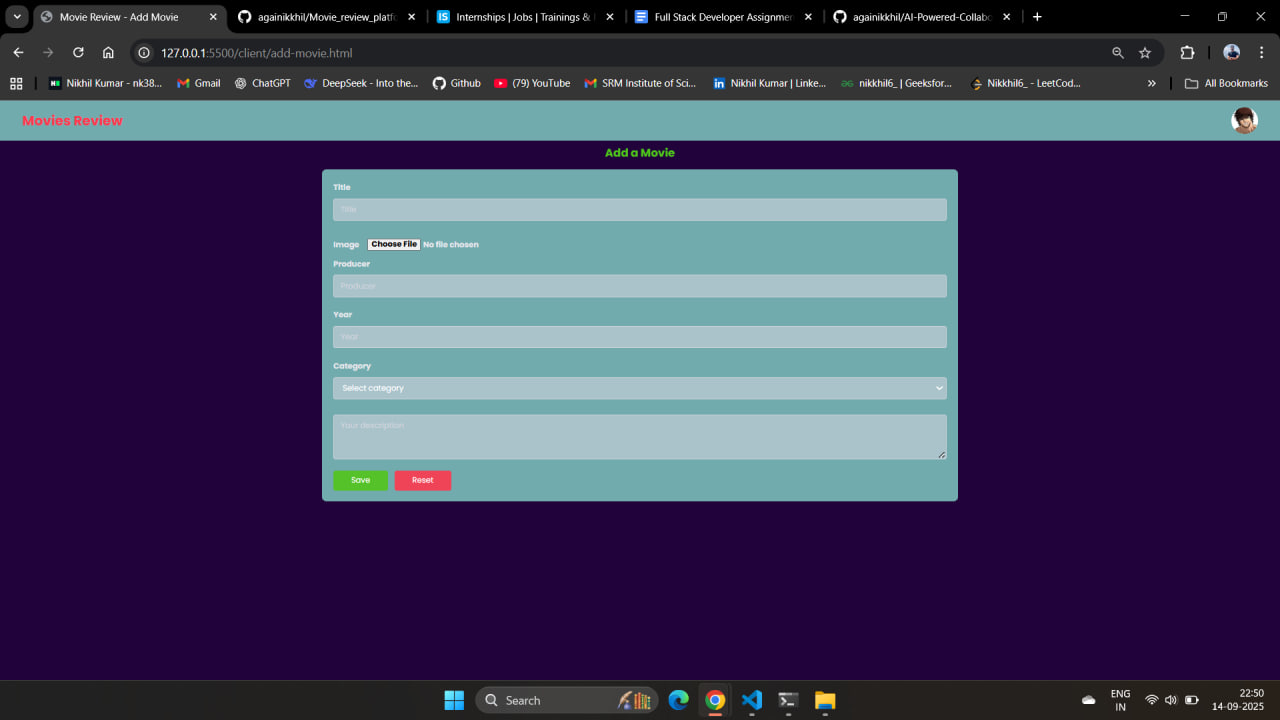 Movie Review - Add Movie
againikkhil/Movie_review_platf
Internships | Jobs | Trainings &
Full Stack Developer Assignmen
againikkhil/AI-Powered-Collabo
127.0.0.1:5500/client/add-movie.html
Nikhil Kumar - nk38...
Gmail
ChatGPT
DeepSeek - Into the...
Github
(79) YouTube
SRM Institute of Sci...
Nikhil Kumar | Linke...
nikkhil6_ | Geeksfor...
Nikkhil6_ - LeetCod...
All Bookmarks
Movies Review
Add a Movie
Title
Title
Image Choose File No file chosen
Producer
Producer
Year
Year
Category
Select category
Your description
Save Reset
Search
ENG
IN
22:50
14-09-2025